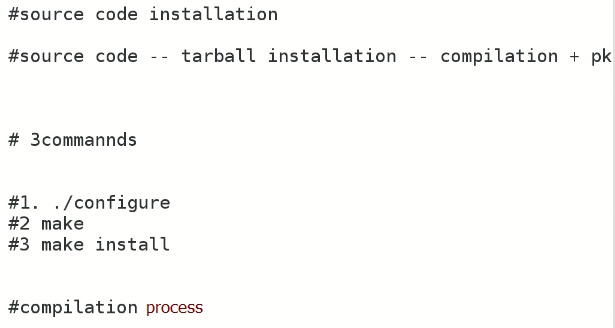 #source code installation
#source code -- tarball installation -- compilation + pk
# 3commannds
#1. ./configure
#2 make
#3 make install
#compilation process